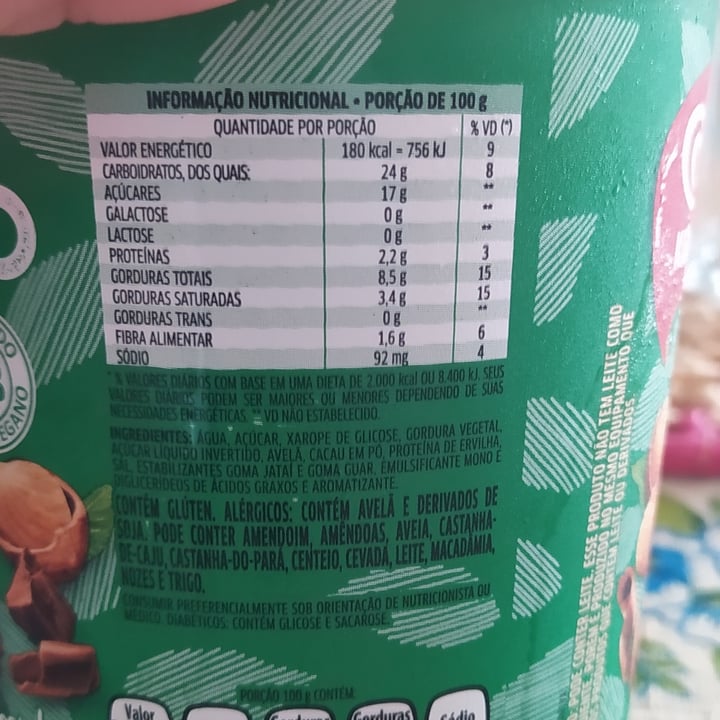 INFORMAÇÃO NUTRICIONAL • PORÇÃO DE 100 g
QUANTIDADE POR PORÇÃO % VD (*)
VALOR ENERGÉTICO 180 kcal = 756 kJ 9
CARBOIDRATOS, DOS QUAIS: 24 g 8
AÇÚCARES 17 g **
GALACTOSE 0 g **
LACTOSE 0 g **
PROTEÍNAS 2,2 g 3
GORDURAS TOTAIS 8,5 g 15
GORDURAS SATURADAS 3,4 g 15
GORDURAS TRANS 0 g **
FIBRA ALIMENTAR 1,6 g 6
SÓDIO 92 mg 4
* % VALORES DIÁRIOS COM BASE EM UMA DIETA DE 2.000 kcal OU 8.400 kJ. SEUS
VALORES DIÁRIOS PODEM SER MAIORES OU MENORES DEPENDENDO DE SUAS
NECESSIDADES ENERGÉTICAS. ** VD NÃO ESTABELECIDO.
INGREDIENTES: ÁGUA, AÇÚCAR, XAROPE DE GLICOSE, GORDURA VEGETAL,
AÇÚCAR LÍQUIDO INVERTIDO, AVELÃ, CACAU EM PÓ, PROTEÍNA DE ERVILHA,
SAL, ESTABILIZANTES GOMA JATAÍ E GOMA GUAR, EMULSIFICANTE MONO E
DIGLICERÍDEOS DE ÁCIDOS GRAXOS E AROMATIZANTE.
CONTÉM GLÚTEN. ALÉRGICOS: CONTÉM AVELÃ E DERIVADOS DE
SOJA. PODE CONTER AMENDOIM, AMÊNDOAS, AVEIA, CASTANHA-
DE-CAJU, CASTANHA-DO-PARÁ, CENTEIO, CEVADA, LEITE, MACADÂMIA,
NOZES E TRIGO.
CONSUMIR PREFERENCIALMENTE SOB ORIENTAÇÃO DE NUTRICIONISTA OU
MÉDICO. DIABÉTICOS: CONTÉM GLICOSE E SACAROSE.
PORÇÃO 100 g CONTÉM
Valor
Gorduras
Sódio
VEGANO
CONTER LEITE. ESSE PRODUTO NÃO TEM LEITE COMO
É PRODUZIDO NO MESMO EQUIPAMENTO QUE
CONTÉM LEITE OU DERIVADOS